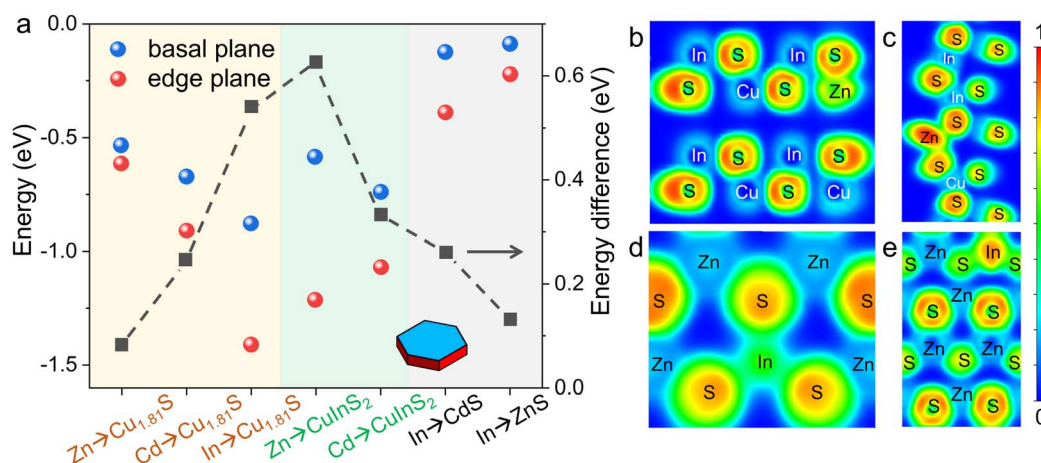 a
0.0
-0.5
-1.0
-1.5
Energy (eV)
basal plane
edge plane
0.6
0.4
0.2
0.0
Energy difference (eV)
Zn→Cu₁.₈₁S
Cd→Cu₁.₈₁S
In→Cu₁.₈₁S
Zn→CuInS₂
Cd→CuInS₂
In→CdS
In→ZnS
b
In S In S
S Cu S Zn
In S In S
S Cu S Cu
c
S
S
In
S
S
In
S
S
Zn
S
S
Cu
S
S
d
Zn Zn
S S S
Zn In Zn
S S
e
Zn In
S S S
Zn
S S
Zn Zn
S S S
Zn
S S
1
0